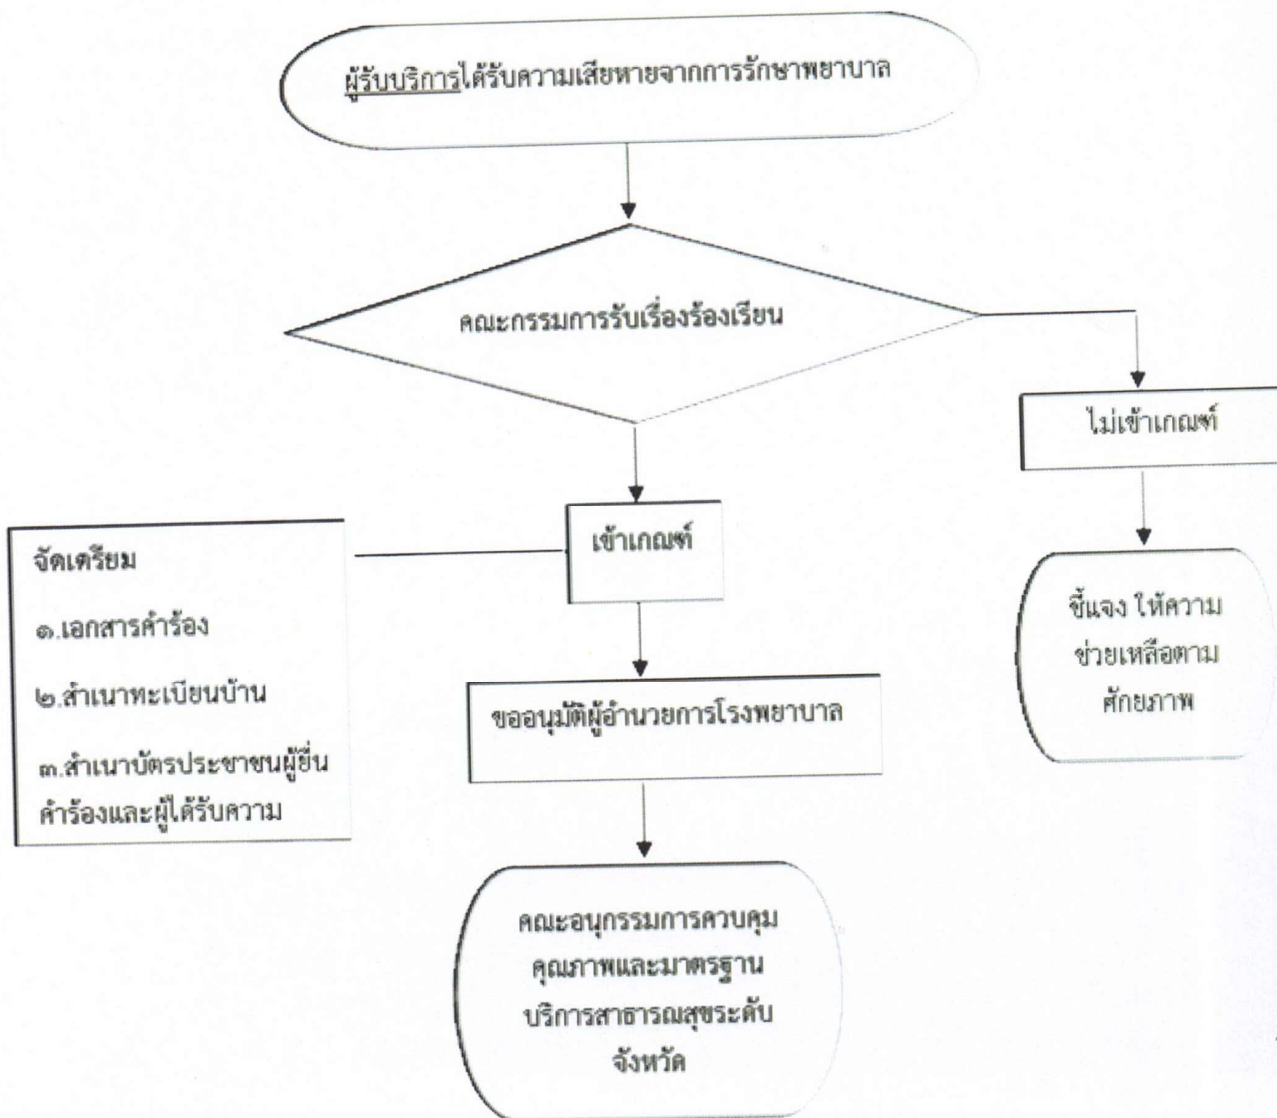 ผู้รับบริการได้รับความเสียหายจากการรักษาพยาบาล
คณะกรรมการรับเรื่องร้องเรียน
ไม่เข้าเกณฑ์
เข้าเกณฑ์
จัดเตรียม
๑.เอกสารคำร้อง
๒.สำเนาทะเบียนบ้าน
๓.สำเนาบัตรประชาชนผู้ยื่น
คำร้องและผู้ได้รับความ
ชี้แจง ให้ความ
ช่วยเหลือตาม
ศักยภาพ
ขออนุมัติผู้อำนวยการโรงพยาบาล
คณะอนุกรรมการควบคุม
คุณภาพและมาตรฐาน
บริการสาธารณสุขระดับ
จังหวัด